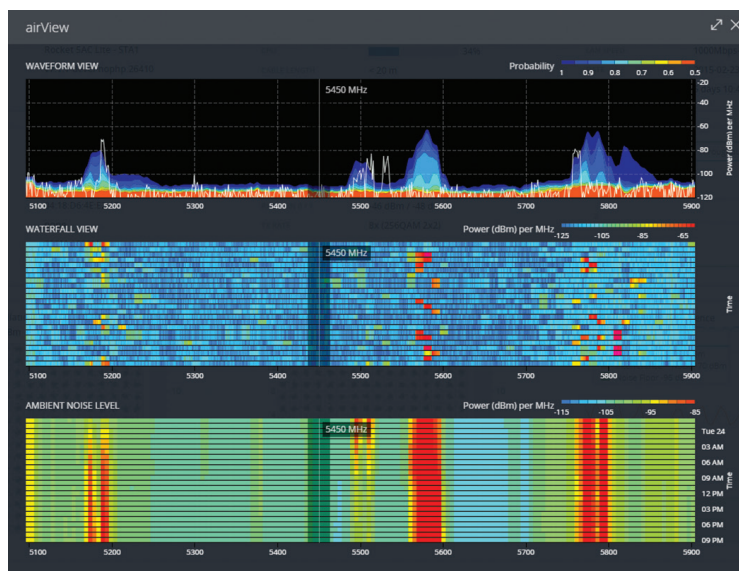 airView
WAVEFORM VIEW
Probability
1 0.9 0.8 0.7 0.6 0.5
5450 MHz
-20
-40
-60
-80
-100
-120
Power (dBm) per MHz
5100 5200 5300 5400 5500 5600 5700 5800 5900
WATERFALL VIEW
Power (dBm) per MHz
-125 -105 -85 -65
5450 MHz
Time
5100 5200 5300 5400 5500 5600 5700 5800 5900
AMBIENT NOISE LEVEL
Power (dBm) per MHz
-115 -105 -95 -85
5450 MHz
Tue 24
03 AM
06 AM
09 AM
12 PM
03 PM
06 PM
09 PM
Time
5100 5200 5300 5400 5500 5600 5700 5800 5900